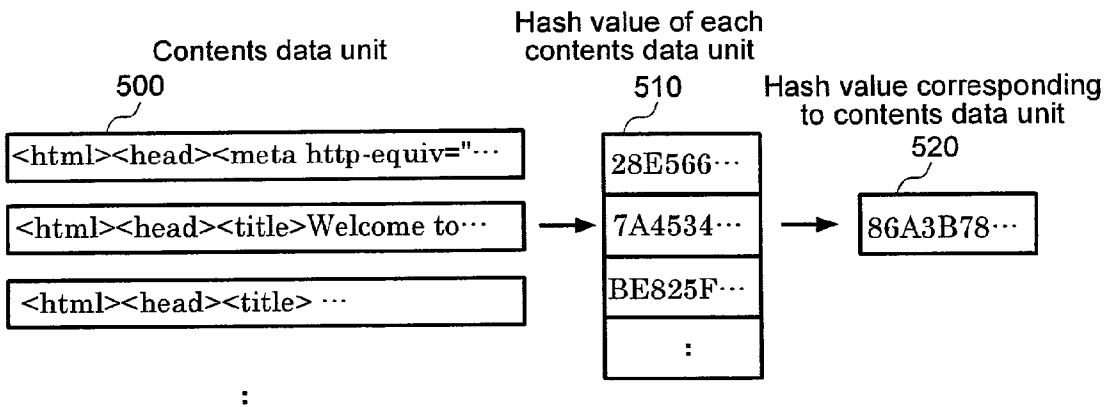 Contents data unit
500
<html><head><meta http-equiv="···
<html><head><title>Welcome to···
<html><head><title> ···
:
Hash value of each
contents data unit
510
28E566···
7A4534···
BE825F···
:
Hash value corresponding
to contents data unit
520
86A3B78···